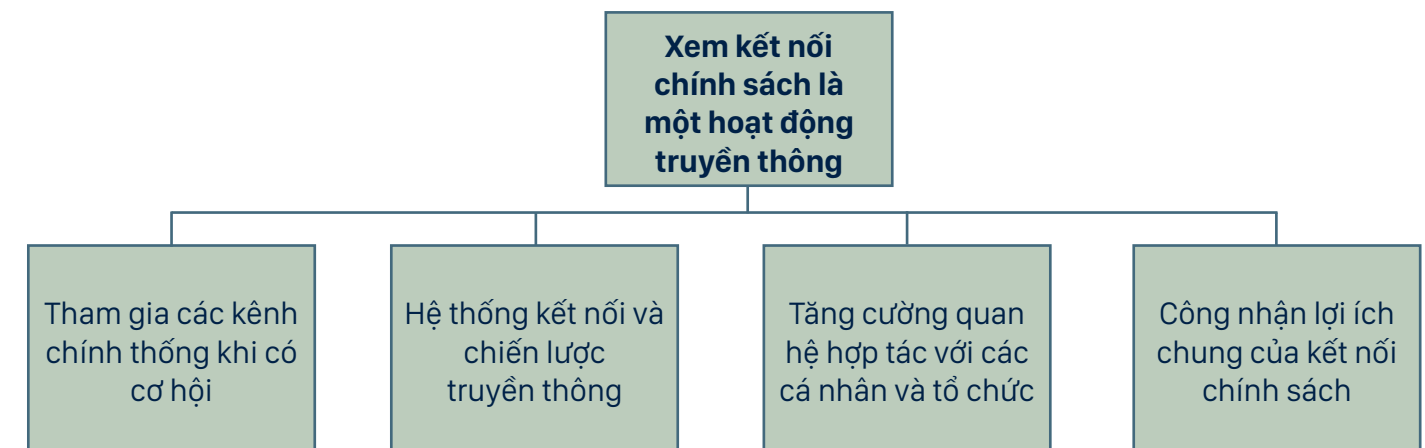 Xem kết nối
chính sách là
một hoạt động
truyền thông
Tham gia các kênh
chính thống khi có
cơ hội
Hệ thống kết nối và
chiến lược
truyền thông
Tăng cường quan
hệ hợp tác với các
cá nhân và tổ chức
Công nhận lợi ích
chung của kết nối
chính sách